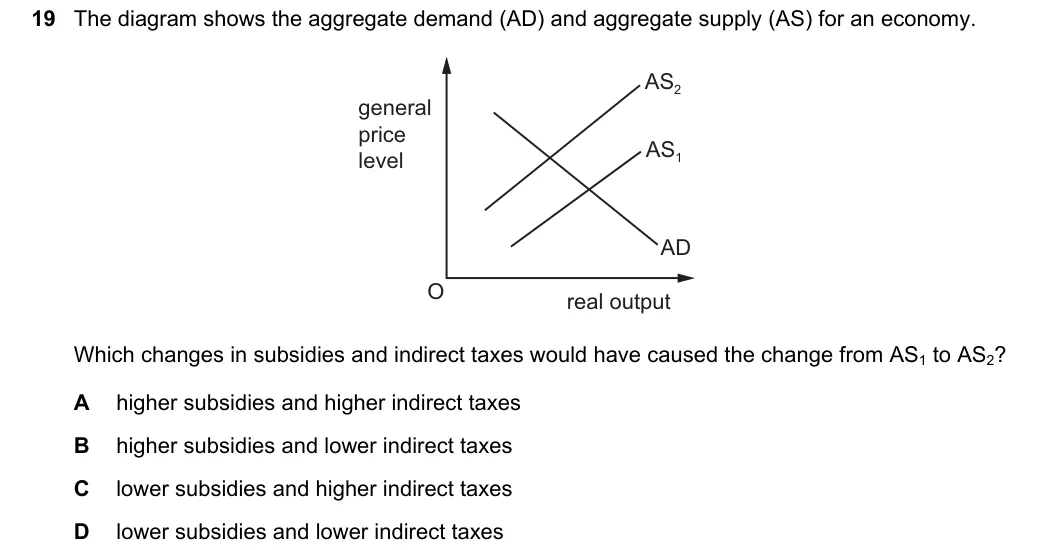 19 The diagram shows the aggregate demand (AD) and aggregate supply (AS) for an economy.
AS₂
general
price
level
AS₁
AD
O
real output
Which changes in subsidies and indirect taxes would have caused the change from AS₁ to AS₂?
A higher subsidies and higher indirect taxes
B higher subsidies and lower indirect taxes
C lower subsidies and higher indirect taxes
D lower subsidies and lower indirect taxes